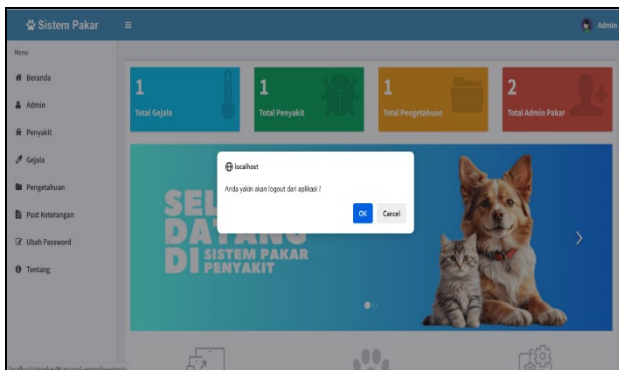 Sistem Pakar
Admin
Menu
Beranda
Admin
Penyakit
Gejala
Pengetahuan
Post Keterangan
Ubah Password
Tentang
1
Total Gejala
1
Total Penyakit
1
Total Pengetahuan
2
Total Admin Pakar
localhost
Anda yakin akan logout dari aplikasi ?
OK
Cancel
SEL
DATANG
DI SISTEM PAKAR
PENYAKIT